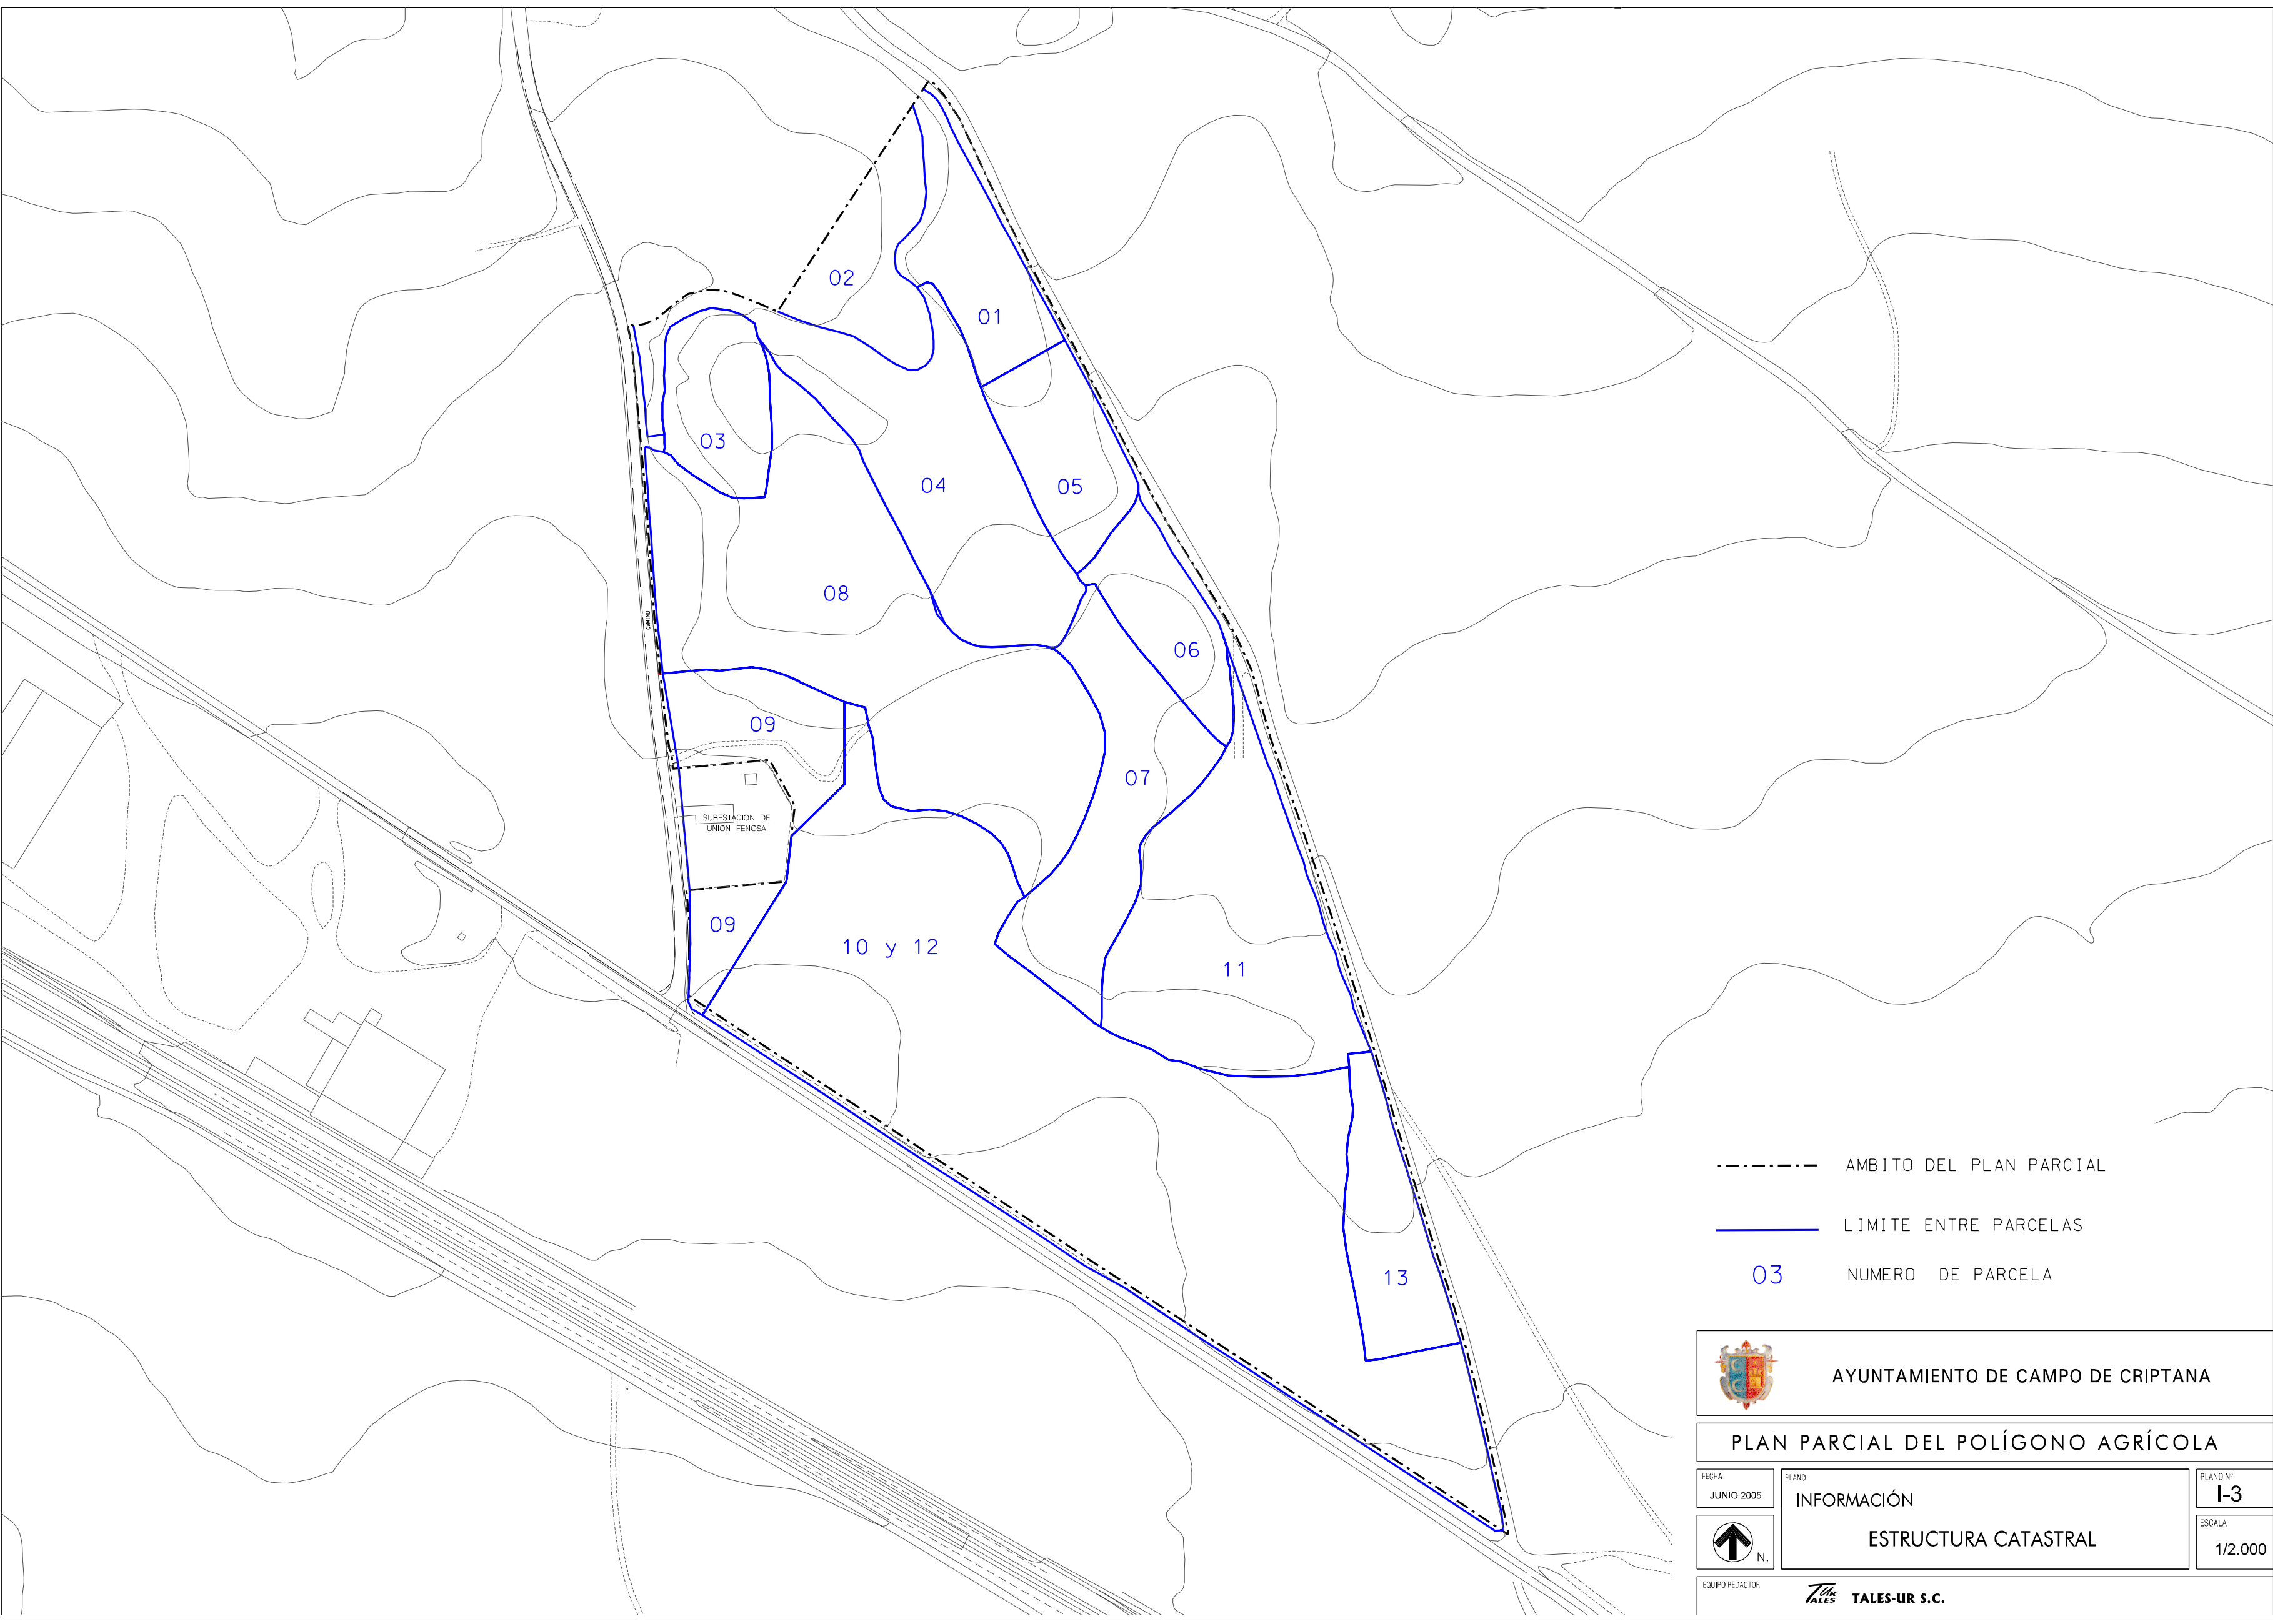 02
01
03
04
05
08
CAMINO
06
09
07
SUBESTACION DE
UNION FENOSA
09
10 y 12
11
13
AMBITO DEL PLAN PARCIAL
LIMITE ENTRE PARCELAS
03 NUMERO DE PARCELA
AYUNTAMIENTO DE CAMPO DE CRIPTANA
PLAN PARCIAL DEL POLÍGONO AGRÍCOLA
FECHA
JUNIO 2005
PLANO
INFORMACIÓN
ESTRUCTURA CATASTRAL
PLANO Nº
I-3
ESCALA
1/2.000
N.
EQUIPO REDACTOR
TUR ALES
TALES-UR S.C.